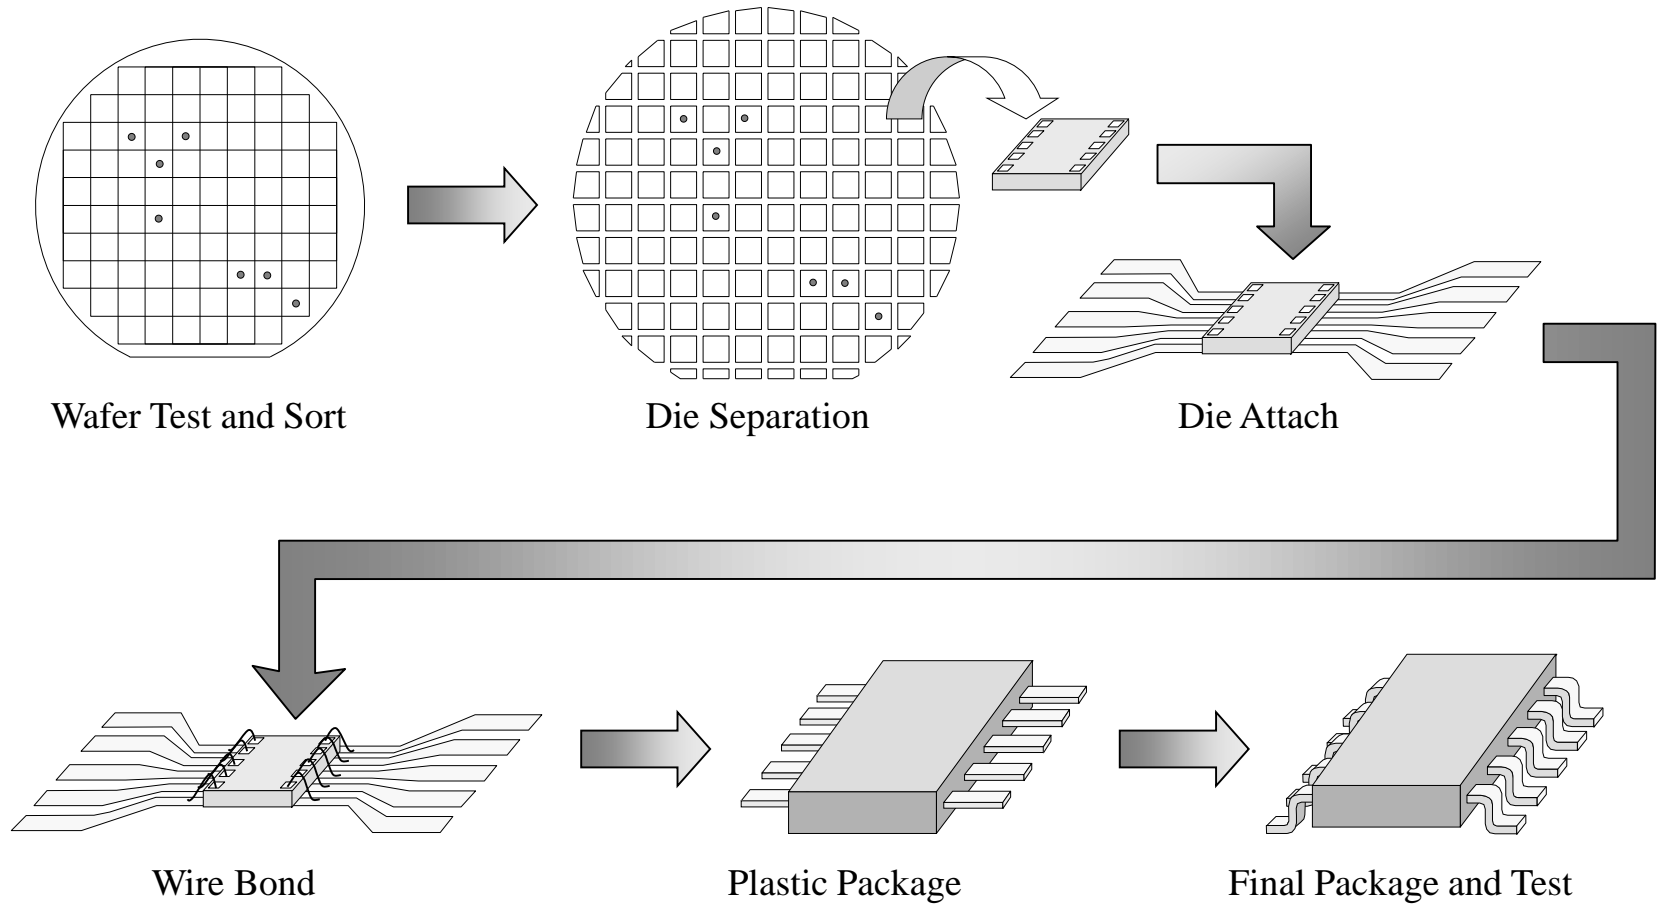 Wafer Test and Sort
Die Separation
Die Attach
Wire Bond
Plastic Package
Final Package and Test